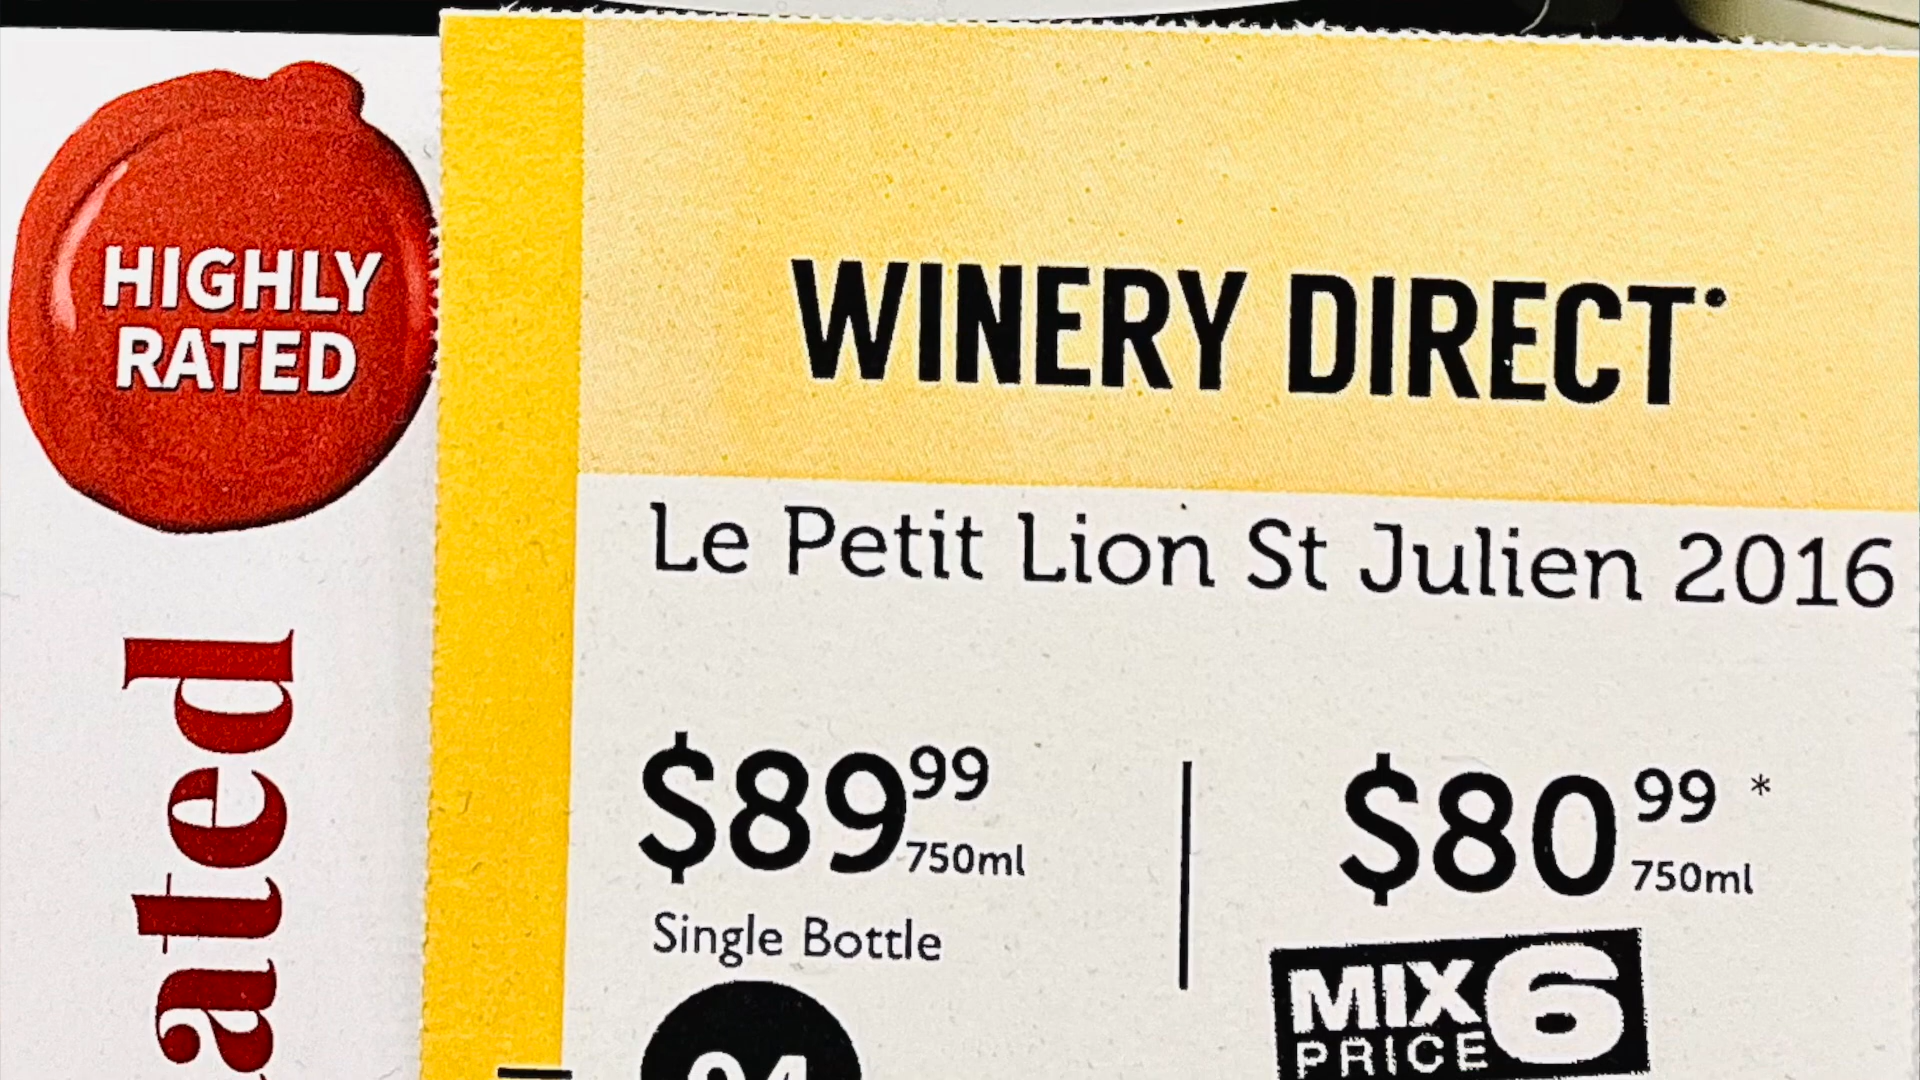 HIGHLY
RATED
WINERY DIRECT
Le Petit Lion St Julien 2016
$89 99
750ml
Single Bottle
$80 99 *
750ml
MIX 6
PRICE